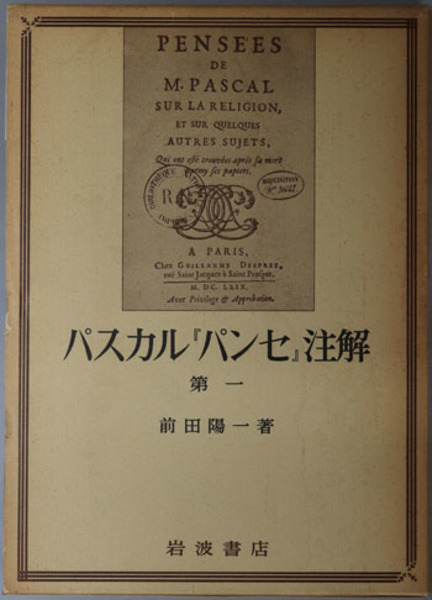 PENSÉES
DE
M. PASCAL
SUR LA RELIGION,
ET SUR QUELQUES
AUTRES SUJETS,
Qui ont esté trouvées aprés sa mort
parmy ses papiers.
A PARIS,
Chez GUILLAUME DESPREZ,
ruë Saint Jacques à Saint Prosper.
M. DC. LXIX.
Avec Privilege & Approbation.
パスカル『パンセ』注解
第一
前田陽一著
岩波書店